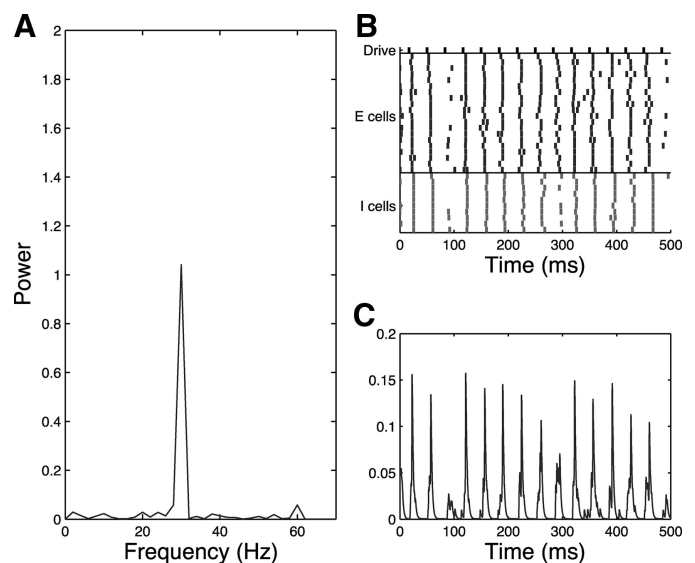 A
2
1.8
1.6
1.4
1.2
1
0.8
0.6
0.4
0.2
0
0 20 40 60
Power
Frequency (Hz)
B
Drive
E cells
I cells
0 100 200 300 400 500
Time (ms)
C
0.2
0.15
0.1
0.05
0
0 100 200 300 400 500
Time (ms)